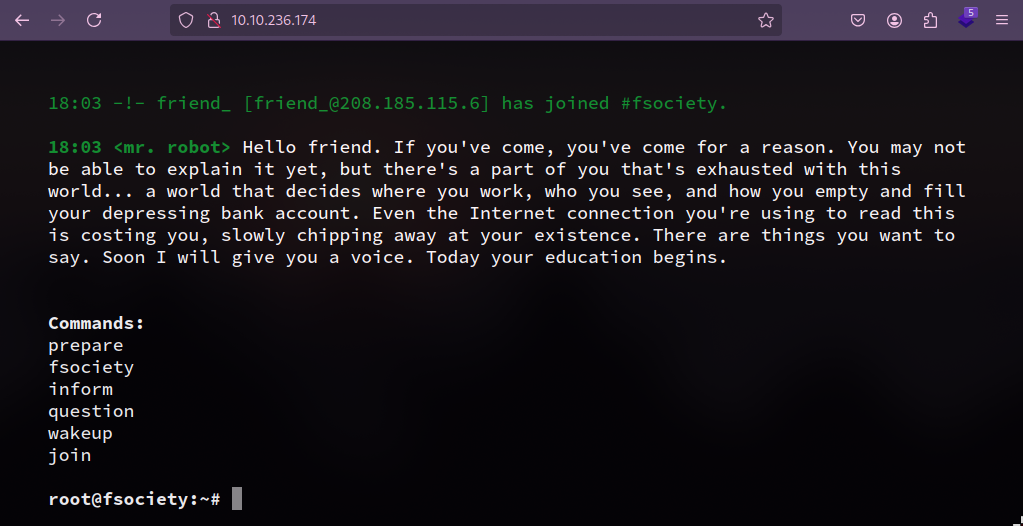 5
10.10.236.174
18:03 -!- friend_ [friend_@208.185.115.6] has joined #fsociety.
18:03 <mr. robot> Hello friend. If you've come, you've come for a reason. You may not
be able to explain it yet, but there's a part of you that's exhausted with this
world... a world that decides where you work, who you see, and how you empty and fill
your depressing bank account. Even the Internet connection you're using to read this
is costing you, slowly chipping away at your existence. There are things you want to
say. Soon I will give you a voice. Today your education begins.
Commands:
prepare
fsociety
inform
question
wakeup
join
root@fsociety:~#